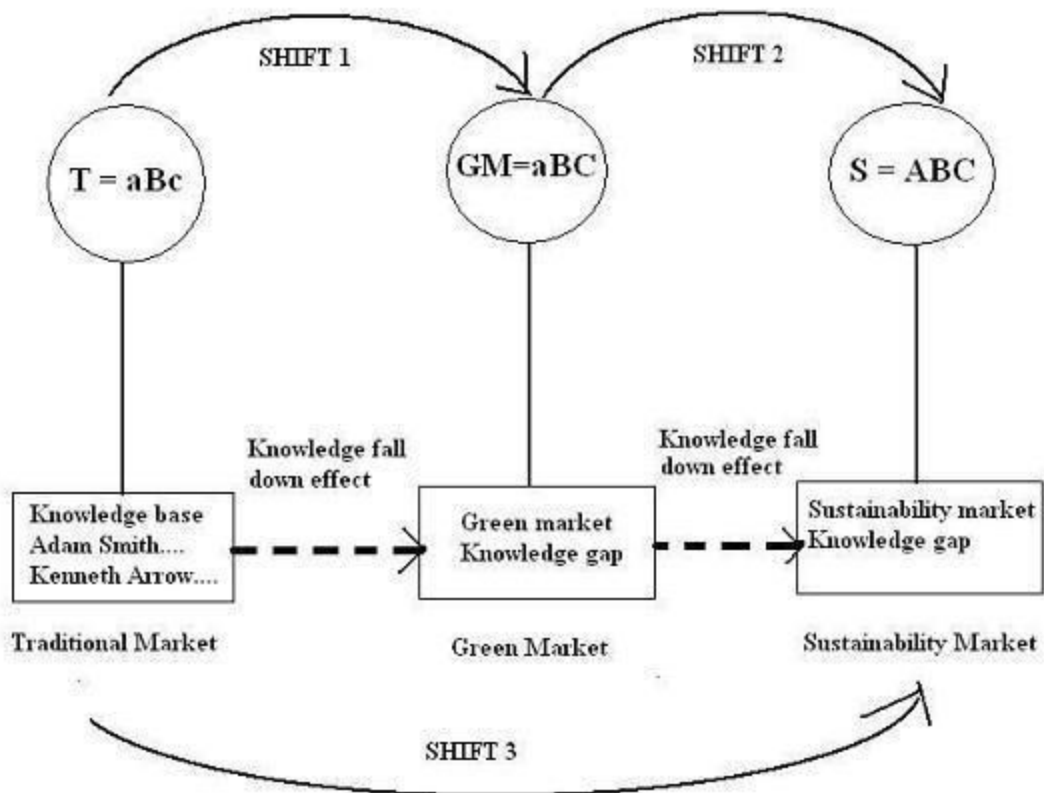 SHIFT 1
SHIFT 2
T = aBc
GM=aBC
S = ABC
Knowledge fall
down effect
Knowledge fall
down effect
Knowledge base
Adam Smith....
Kenneth Arrow....
Green market
Knowledge gap
Sustainability market
Knowledge gap
Traditional Market
Green Market
Sustainability Market
SHIFT 3